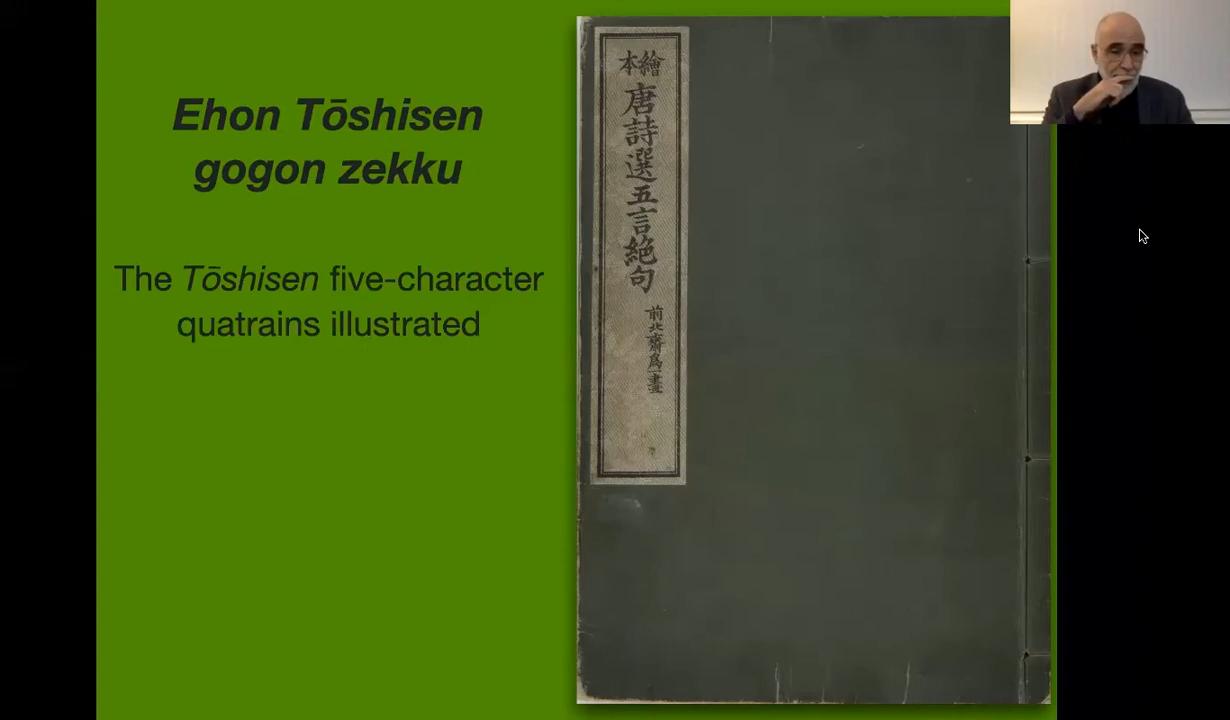 Ehon Tōshisen
gogon zekku
The Tōshisen five-character
quatrains illustrated
繪本
唐詩選五言絶句
前北齋爲一畫